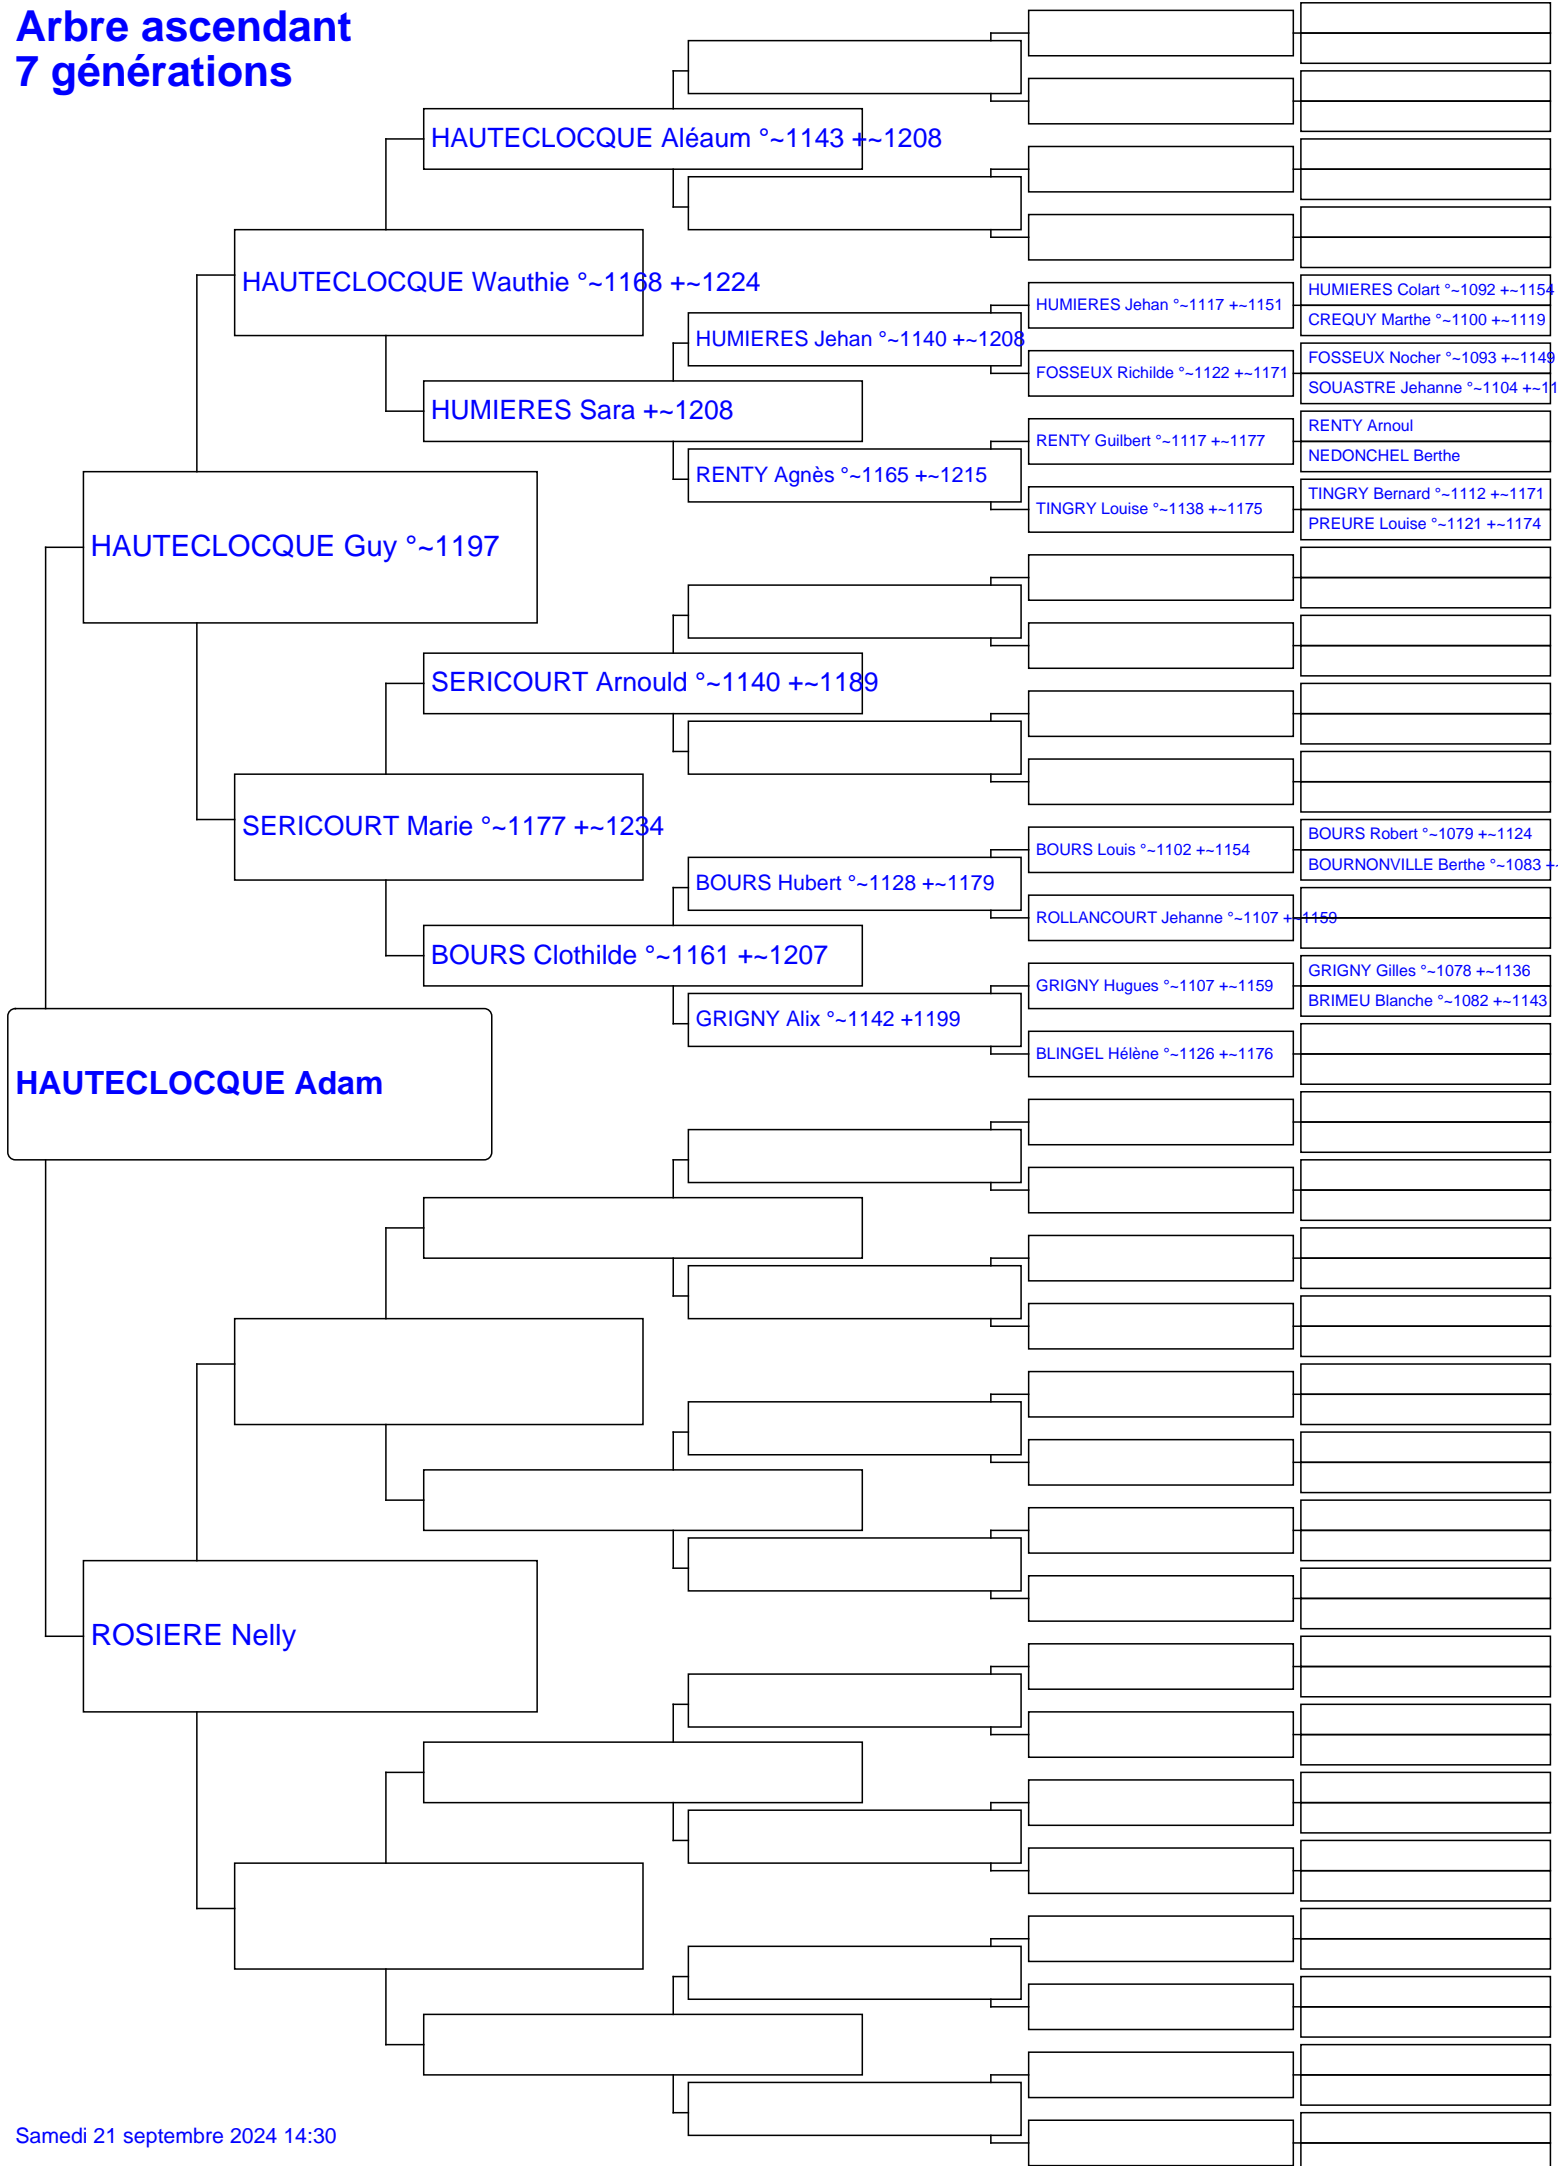 Arbre ascendant
7 générations
HAUTECLOCQUE Aléaum °~1143 +~1208
HAUTECLOCQUE Wauthie °~1168 +~1224
HUMIERES Colart °~1092 +~1154
HUMIERES Jehan °~1117 +~1151
CREQUY Marthe °~1100 +~1119
HUMIERES Jehan °~1140 +~1208
FOSSEUX Nocher °~1093 +~1149
FOSSEUX Richilde °~1122 +~1171
SOUASTRE Jehanne °~1104 +~11
HUMIERES Sara +~1208
RENTY Arnoul
RENTY Guilbert °~1117 +~1177
NEDONCHEL Berthe
RENTY Agnès °~1165 +~1215
TINGRY Bernard °~1112 +~1171
TINGRY Louise °~1138 +~1175
PREURE Louise °~1121 +~1174
HAUTECLOCQUE Guy °~1197
SERICOURT Arnould °~1140 +~1189
SERICOURT Marie °~1177 +~1234
BOURS Robert °~1079 +~1124
BOURS Louis °~1102 +~1154
BOURNONVILLE Berthe °~1083 +~
BOURS Hubert °~1128 +~1179
ROLLANCOURT Jehanne °~1107 +~1159
BOURS Clothilde °~1161 +~1207
GRIGNY Gilles °~1078 +~1136
GRIGNY Hugues °~1107 +~1159
BRIMEU Blanche °~1082 +~1143
GRIGNY Alix °~1142 +1199
BLINGEL Hélène °~1126 +~1176
HAUTECLOCQUE Adam
ROSIERE Nelly
Samedi 21 septembre 2024 14:30